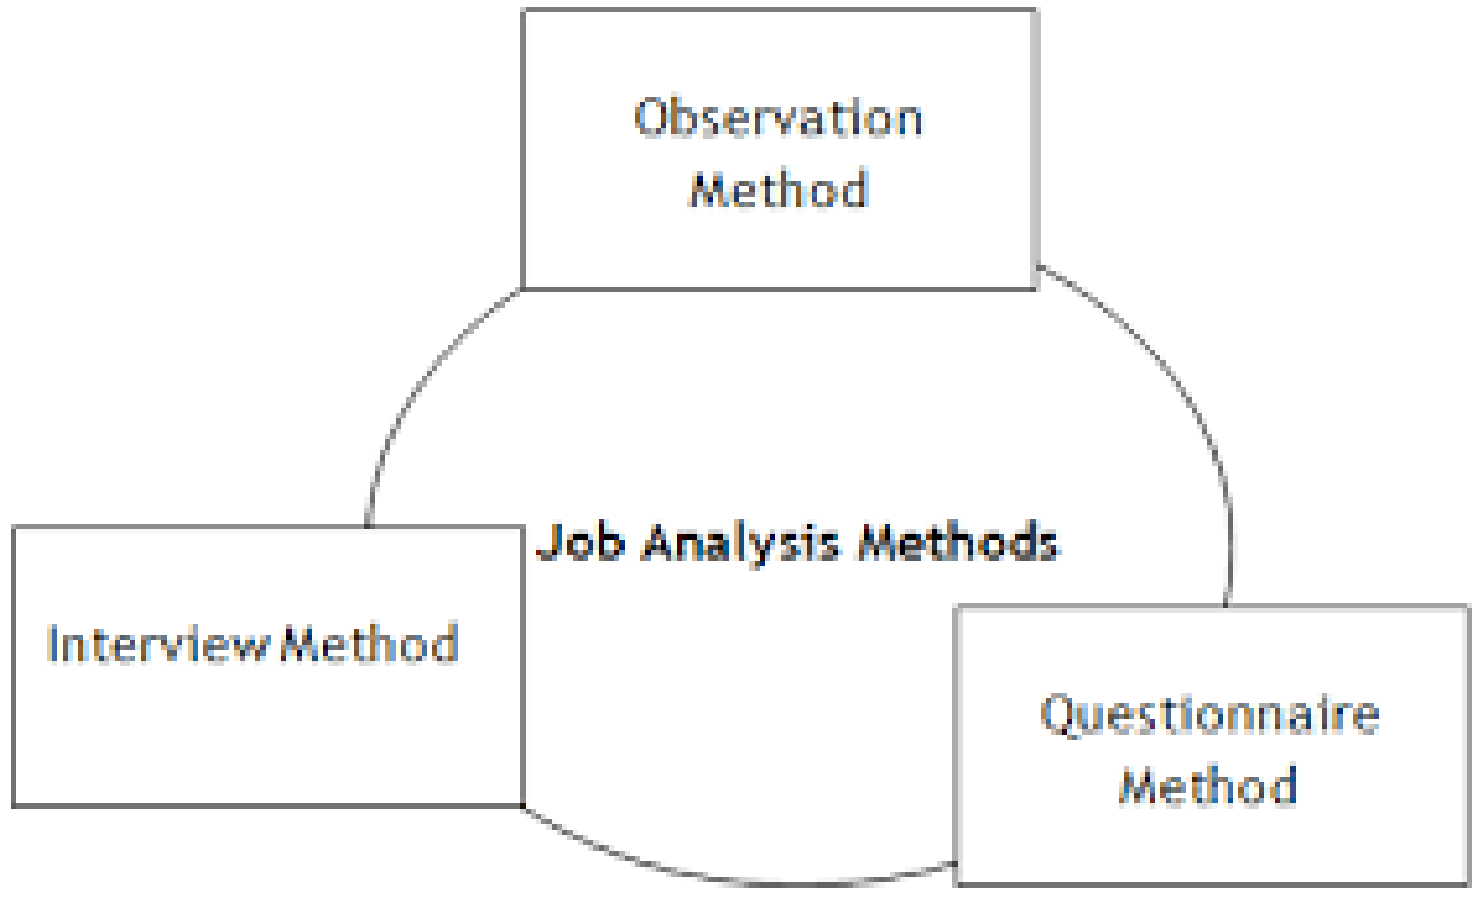 Observation
Method
Job Analysis Methods
Interview Method
Questionnaire
Method